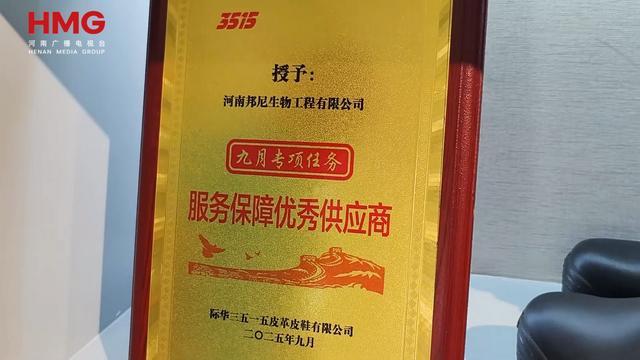 HMG
河南广播电视台
HENAN MEDIA GROUP
3515
授予：
河南邦尼生物工程有限公司
九月专项任务
服务保障优秀供应商
际华三五一五皮革皮鞋有限公司
二〇二五年九月